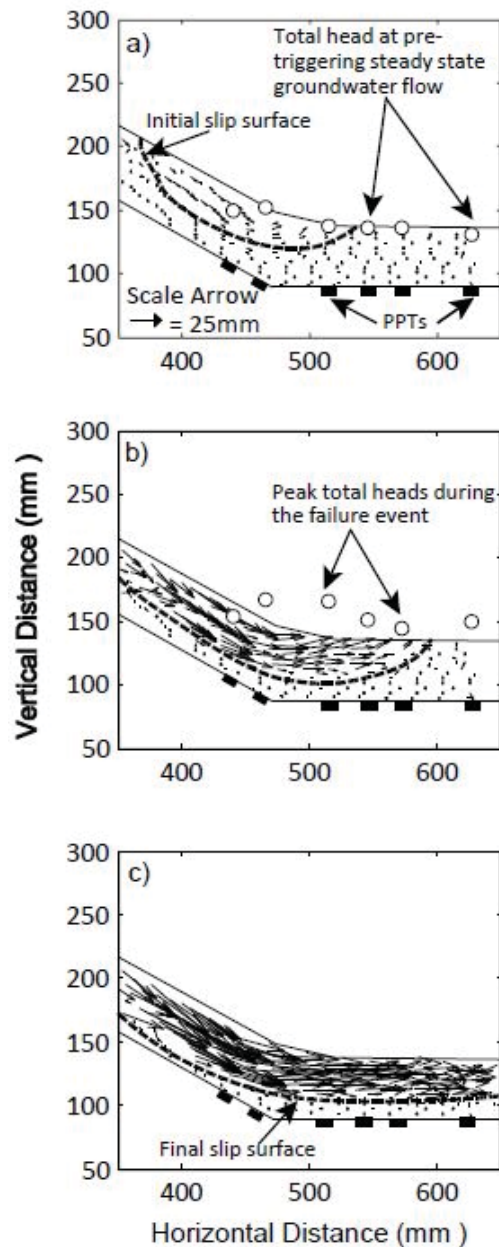 a)
Total head at pre-
triggering steady state
groundwater flow
Initial slip surface
300
250
200
150
100
50
Scale Arrow
= 25mm
PPTs
400
500
600
b)
Peak total heads during
the failure event
300
250
200
150
100
50
400
500
600
c)
300
250
200
150
100
50
Final slip surface
400
500
600
Vertical Distance (mm )
Horizontal Distance (mm )